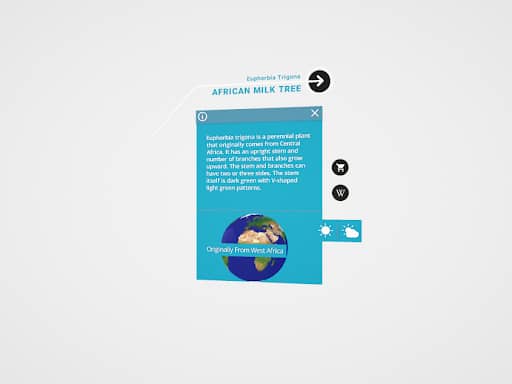 Euphorbia Trigona
AFRICAN MILK TREE
Euphorbia trigona is a perennial plant
that originally comes from Central
Africa. It has an upright stem and
number of branches that also grow
upward. The stem and branches can
have two or three sides. The stem
itself is dark green with V-shaped
light green patterns.
W
Originally From West Africa